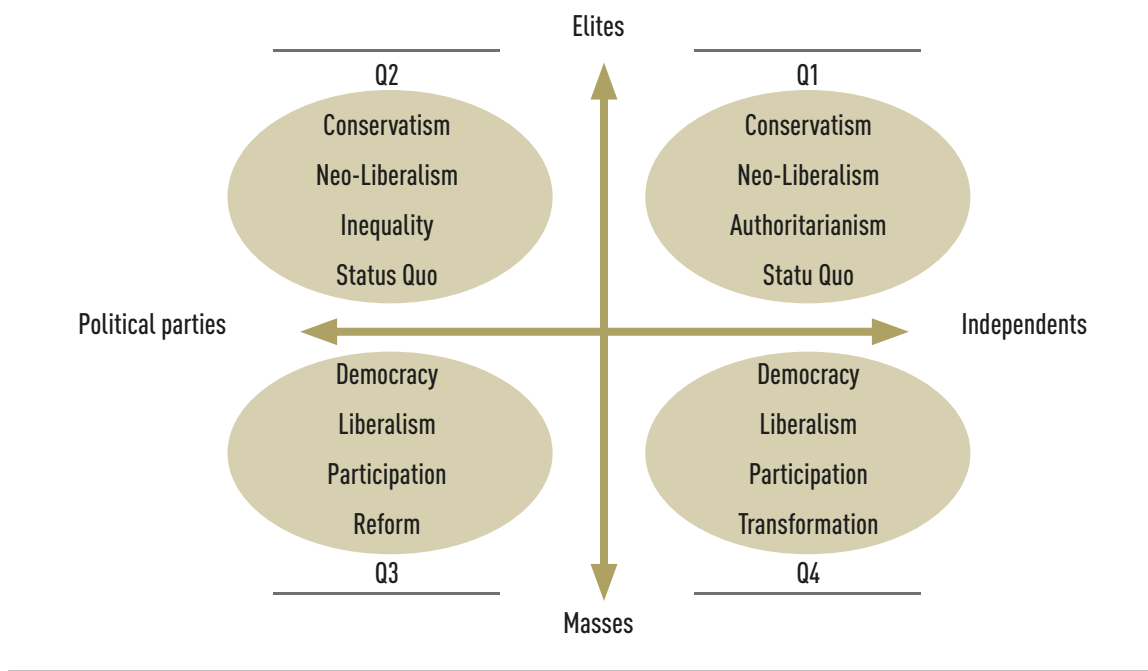 Elites
Q2
Conservatism
Neo-Liberalism
Inequality
Status Quo
Q1
Conservatism
Neo-Liberalism
Authoritarianism
Statu Quo
Political parties
Independents
Democracy
Liberalism
Participation
Reform
Q3
Democracy
Liberalism
Participation
Transformation
Q4
Masses